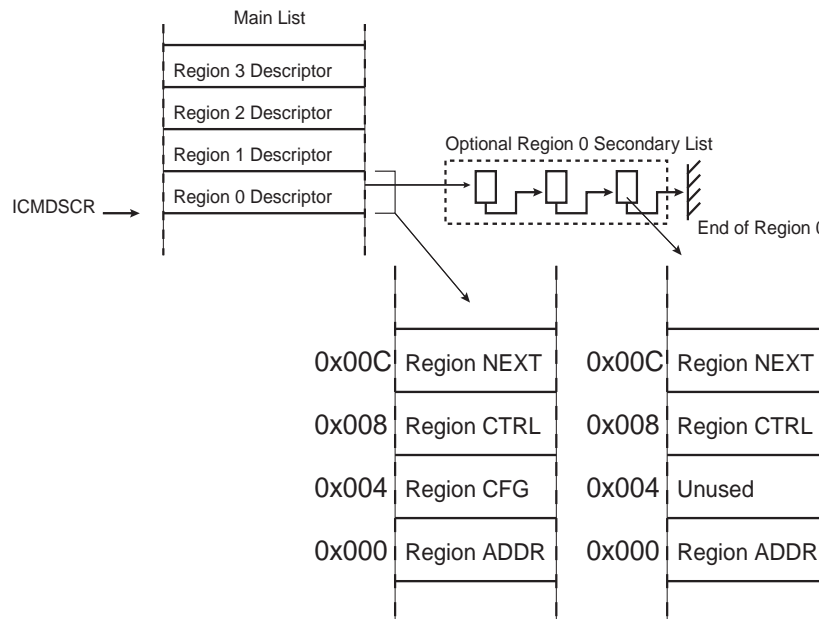 Main List
Region 3 Descriptor
Region 2 Descriptor
Region 1 Descriptor
Region 0 Descriptor
ICMDSCR
Optional Region 0 Secondary List
End of Region 0
0x00C Region NEXT
0x008 Region CTRL
0x004 Region CFG
0x000 Region ADDR
0x00C Region NEXT
0x008 Region CTRL
0x004 Unused
0x000 Region ADDR